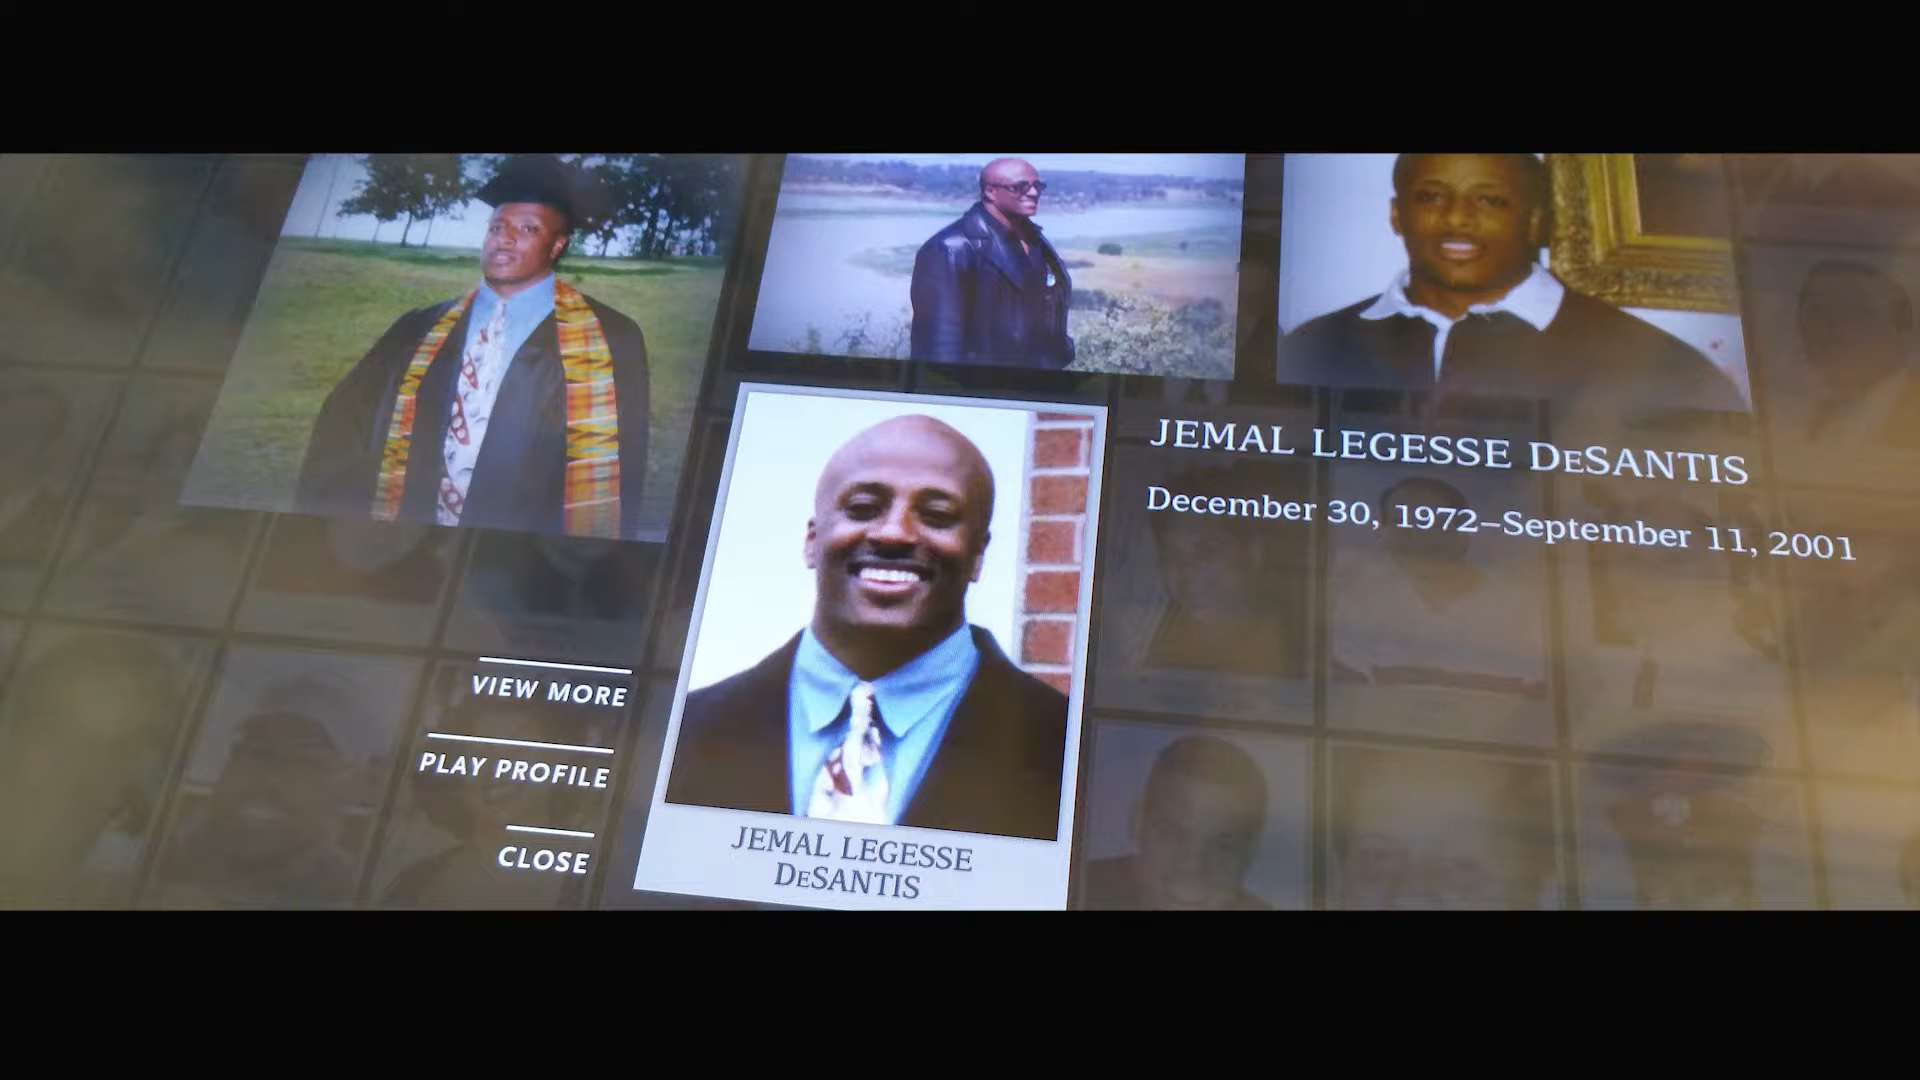 JEMAL LEGESSE DeSANTIS
December 30, 1972–September 11, 2001
VIEW MORE
PLAY PROFILE
CLOSE
JEMAL LEGESSE
DeSANTIS